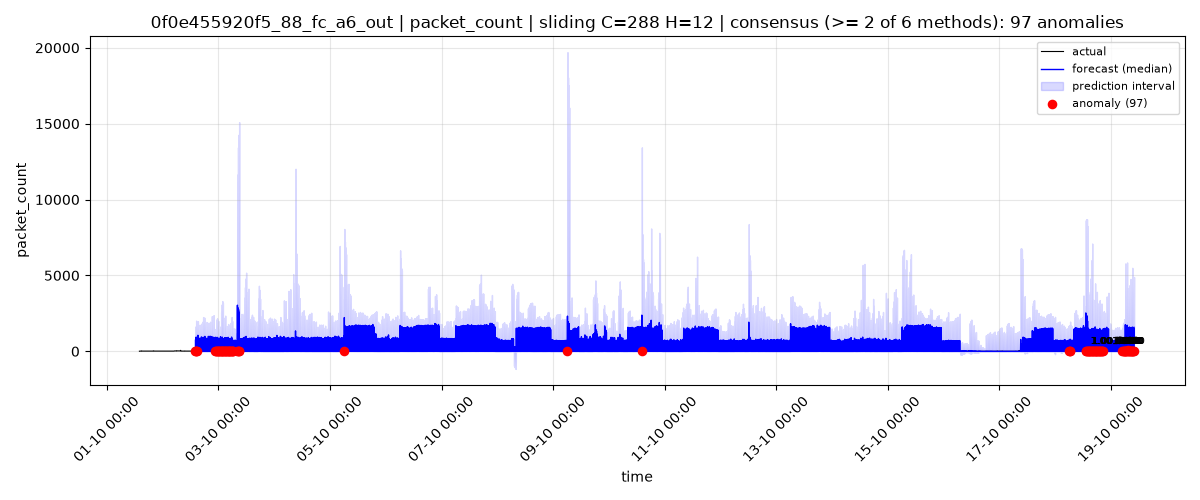 0f0e455920f5_88_fc_a6_out | packet_count | sliding C=288 H=12 | consensus (>= 2 of 6 methods): 97 anomalies
actual
forecast (median)
prediction interval
anomaly (97)
packet_count
20000
15000
10000
5000
0
01-10 00:00
03-10 00:00
05-10 00:00
07-10 00:00
09-10 00:00
11-10 00:00
13-10 00:00
15-10 00:00
17-10 00:00
19-10 00:00
time